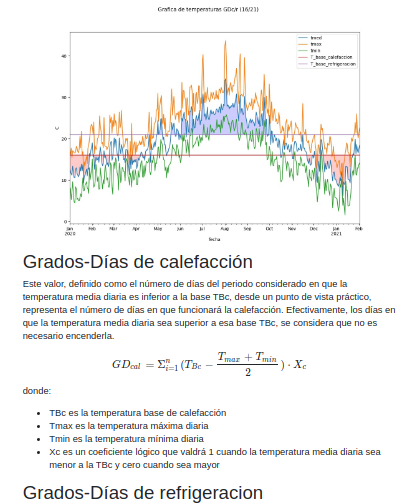 Grafica de temperaturas GDc/r (16/21)
tmed
tmax
tmin
T_base_calefaccion
T_base_refrigeracion
40
30
20
10
0
C
Jan Feb Mar Apr May Jun Jul Aug Sep Oct Nov Dec Jan Feb
2020 2021
fecha
Grados-Días de calefacción
Este valor, definido como el número de días del periodo considerado en que la
temperatura media diaria es inferior a la base TBc, desde un punto de vista práctico,
representa el número de días en que funcionará la calefacción. Efectivamente, los días en
que la temperatura media diaria sea superior a esa base TBc, se considera que no es
necesario encenderla.
GD_{cal} = Σ_{i=1}^{n} (T_{Bc} − \frac{T_{max} + T_{min}}{2}) · X_c
donde:
• TBc es la temperatura base de calefacción
• Tmax es la temperatura máxima diaria
• Tmin es la temperatura mínima diaria
• Xc es un coeficiente lógico que valdrá 1 cuando la temperatura media diaria sea
menor a la TBc y cero cuando sea mayor
Grados-Días de refrigeracion